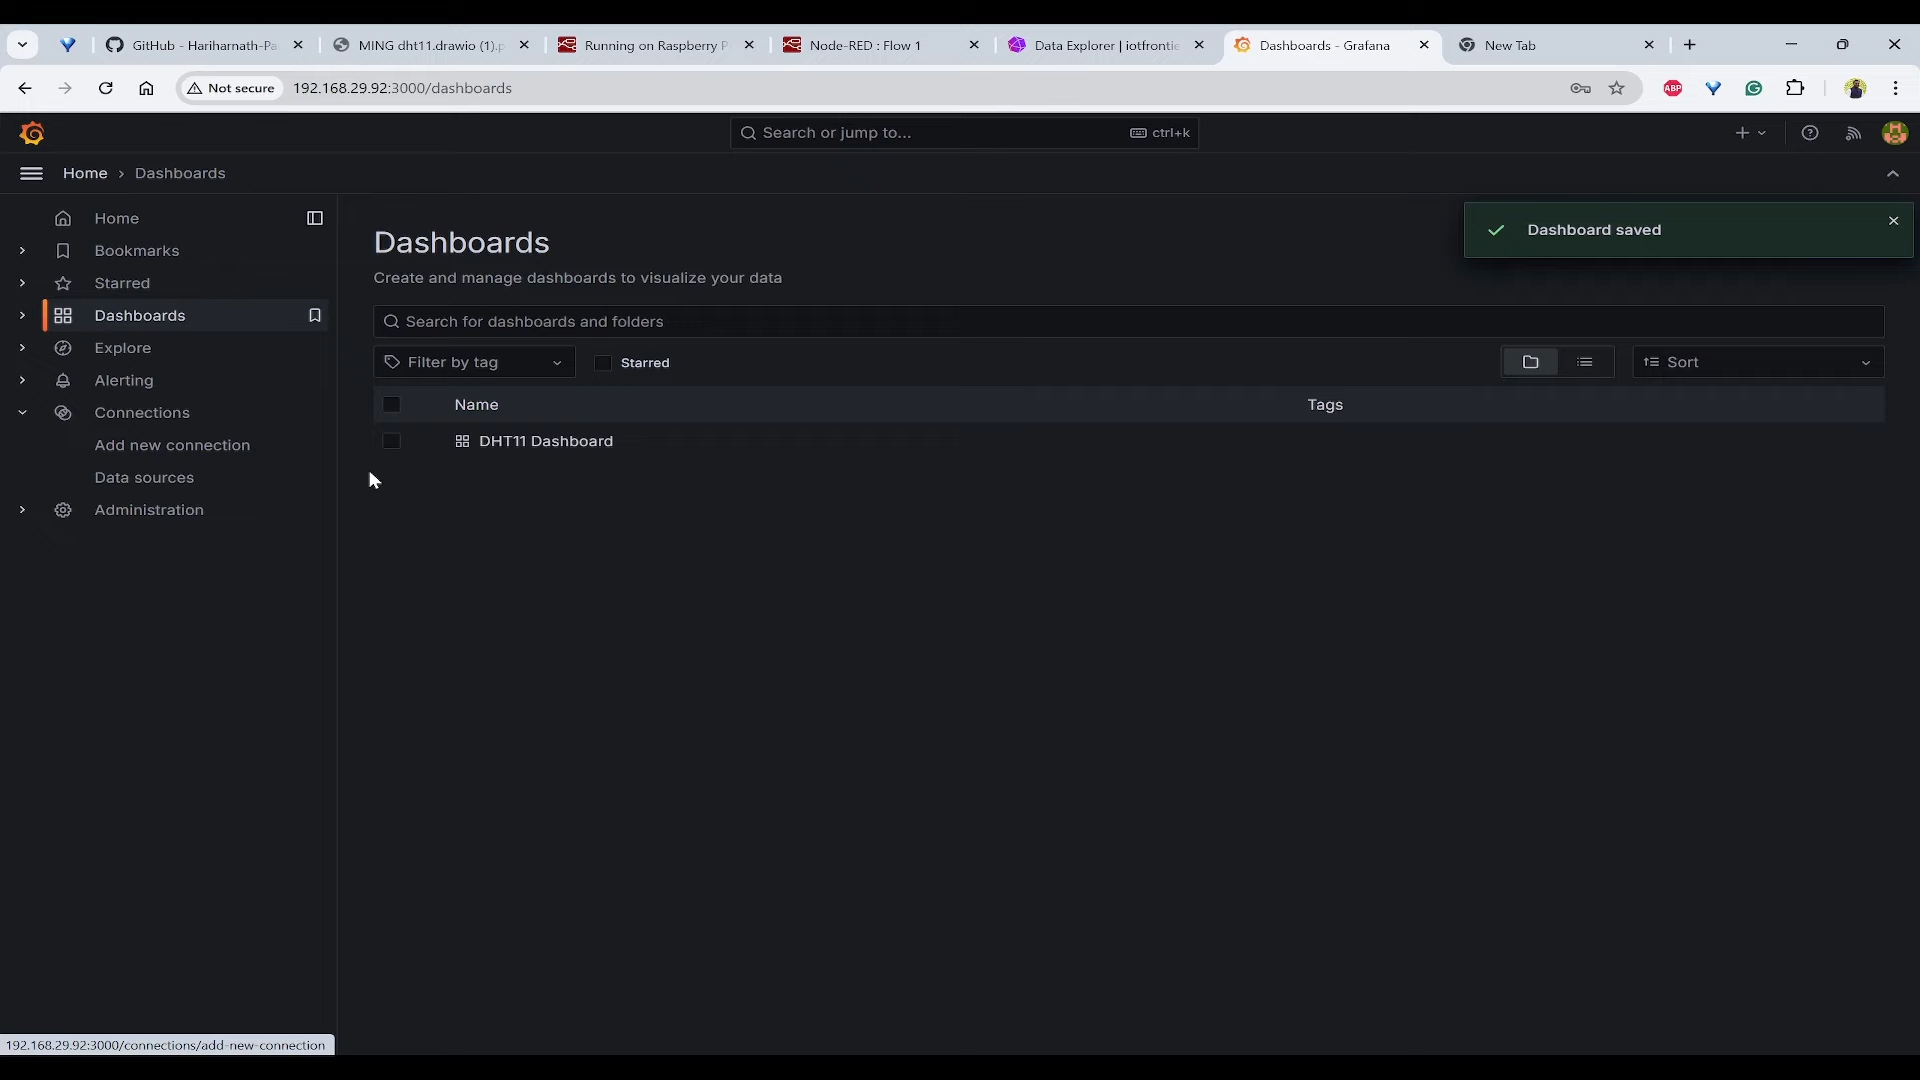 GitHub - Hariharnath-Pa
MING dht11.drawio (1).p
Running on Raspberry P
Node-RED : Flow 1
Data Explorer | iotfrontie
Dashboards - Grafana
New Tab
Not secure
192.168.29.92:3000/dashboards
ABP
Search or jump to...
ctrl+k
Home › Dashboards
Home
Bookmarks
Starred
Dashboards
Explore
Alerting
Connections
Add new connection
Data sources
Administration
Dashboards
Create and manage dashboards to visualize your data
Dashboard saved
Search for dashboards and folders
Filter by tag
Starred
Sort
Name
Tags
DHT11 Dashboard
192.168.29.92:3000/connections/add-new-connection